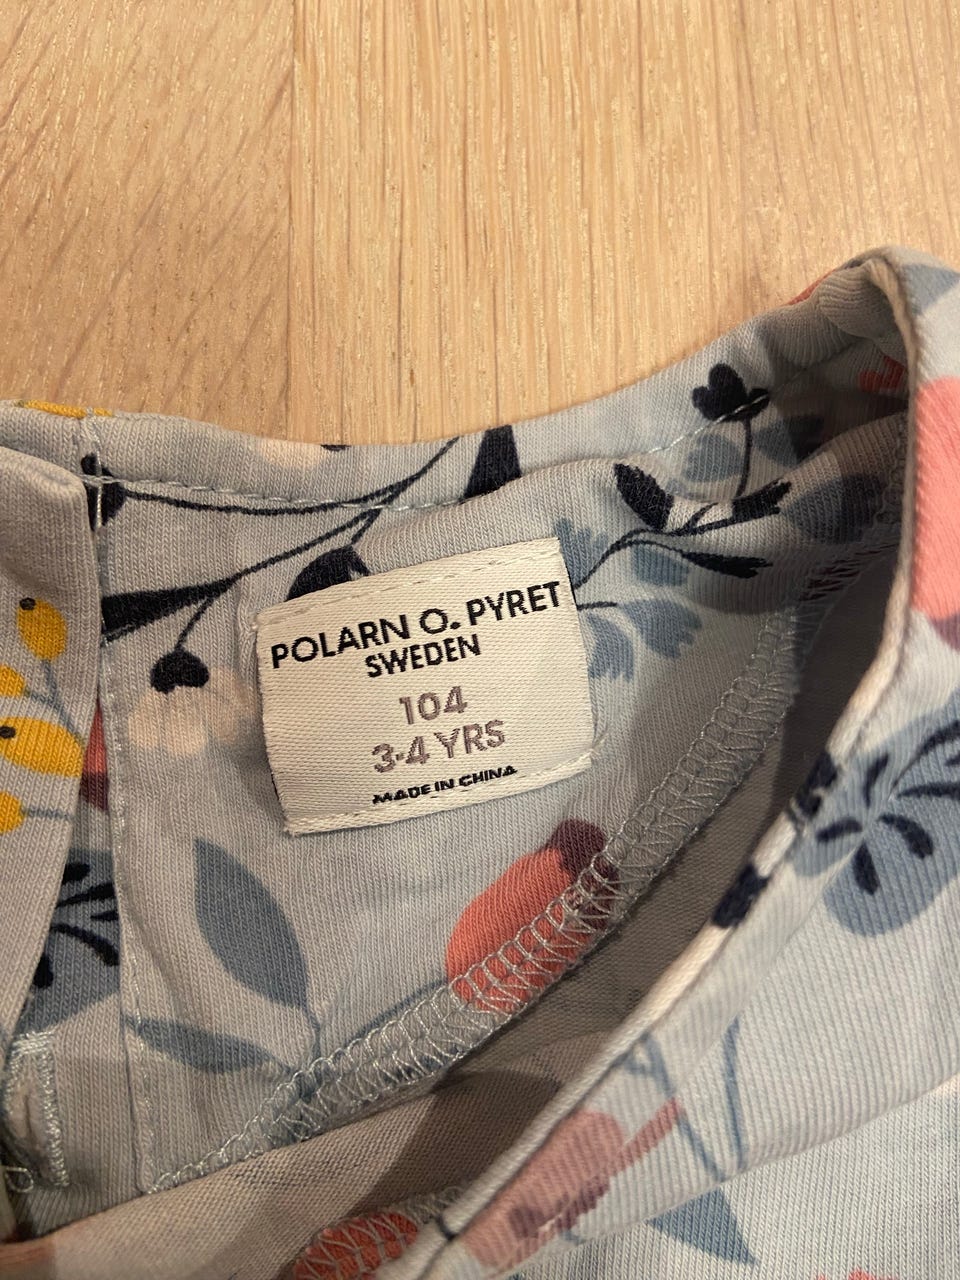 POLARN O. PYRET
SWEDEN
104
3-4 YRS
MADE IN CHINA